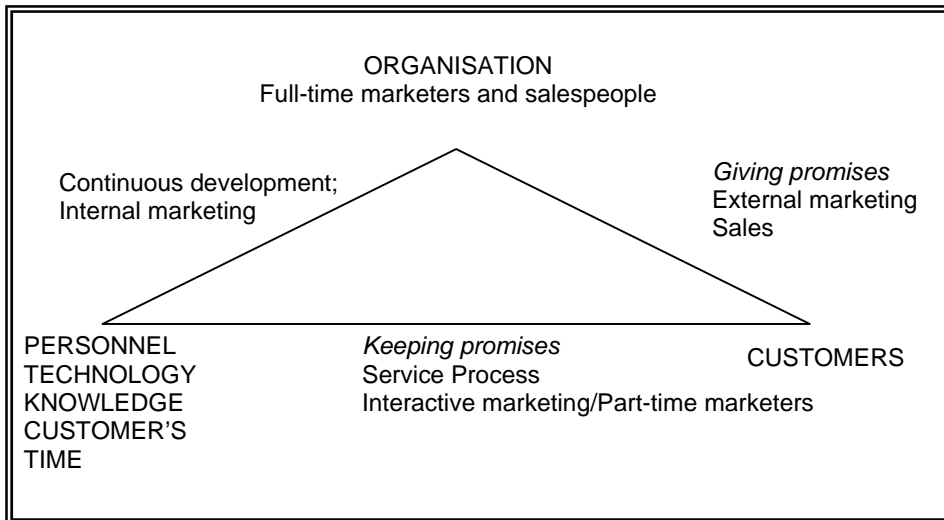 ORGANISATION
Full-time marketers and salespeople
Continuous development;
Internal marketing
Giving promises
External marketing
Sales
PERSONNEL
TECHNOLOGY
KNOWLEDGE
CUSTOMER'S
TIME
Keeping promises
Service Process
Interactive marketing/Part-time marketers
CUSTOMERS